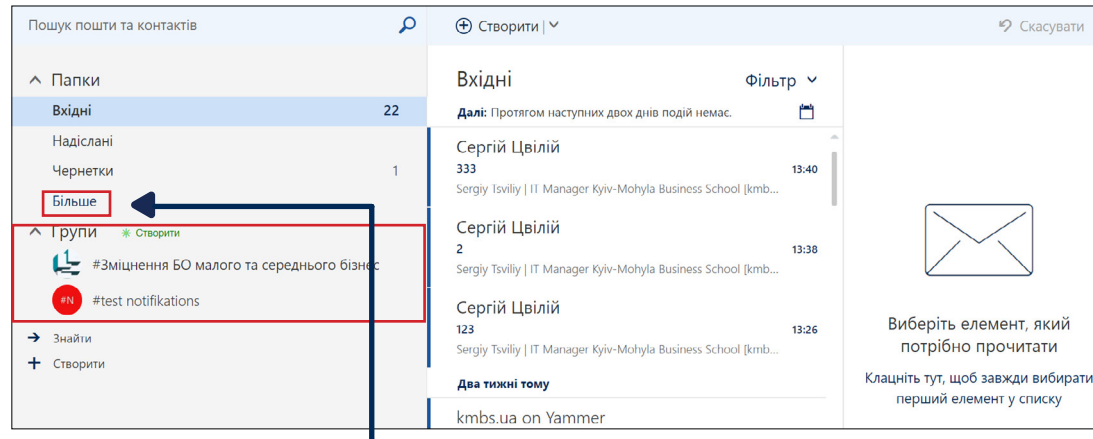 Пошук пошти та контактів
Створити
Скасувати
Папки
Вхідні 22
Надіслані
Чернетки 1
Більше
Групи Створити
#Зміцнення БО малого та середнього бізнес
#N #test notifikations
Знайти
Створити
Вхідні Фільтр
Далі: Протягом наступних двох днів подій немає.
Сергій Цвілій
333 13:40
Sergiy Tsviliy | IT Manager Kyiv-Mohyla Business School [kmb...
Сергій Цвілій
2 13:38
Sergiy Tsviliy | IT Manager Kyiv-Mohyla Business School [kmb...
Сергій Цвілій
123 13:26
Sergiy Tsviliy | IT Manager Kyiv-Mohyla Business School [kmb...
Два тижні тому
kmbs.ua on Yammer
Виберіть елемент, який
потрібно прочитати
Клацніть тут, щоб завжди вибирати
перший елемент у списку